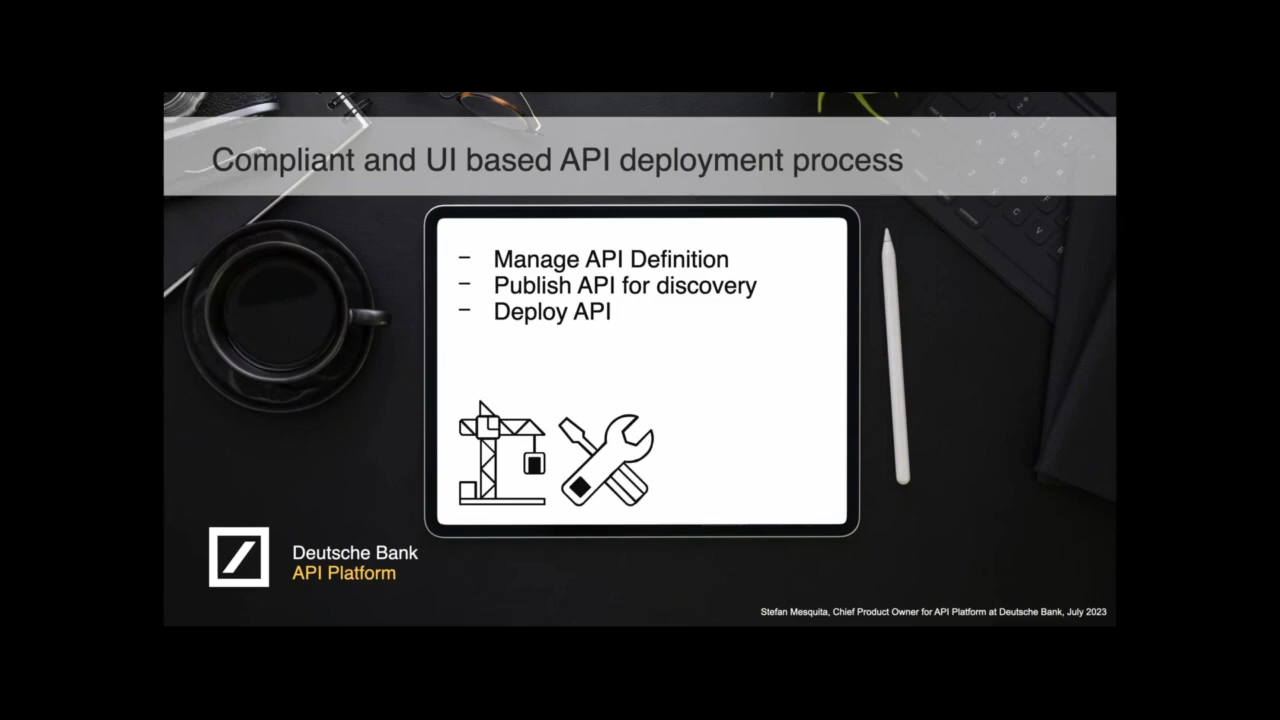 Compliant and UI based API deployment process
- Manage API Definition
- Publish API for discovery
- Deploy API
Deutsche Bank
API Platform
Stefan Mesquita, Chief Product Owner for API Platform at Deutsche Bank, July 2023